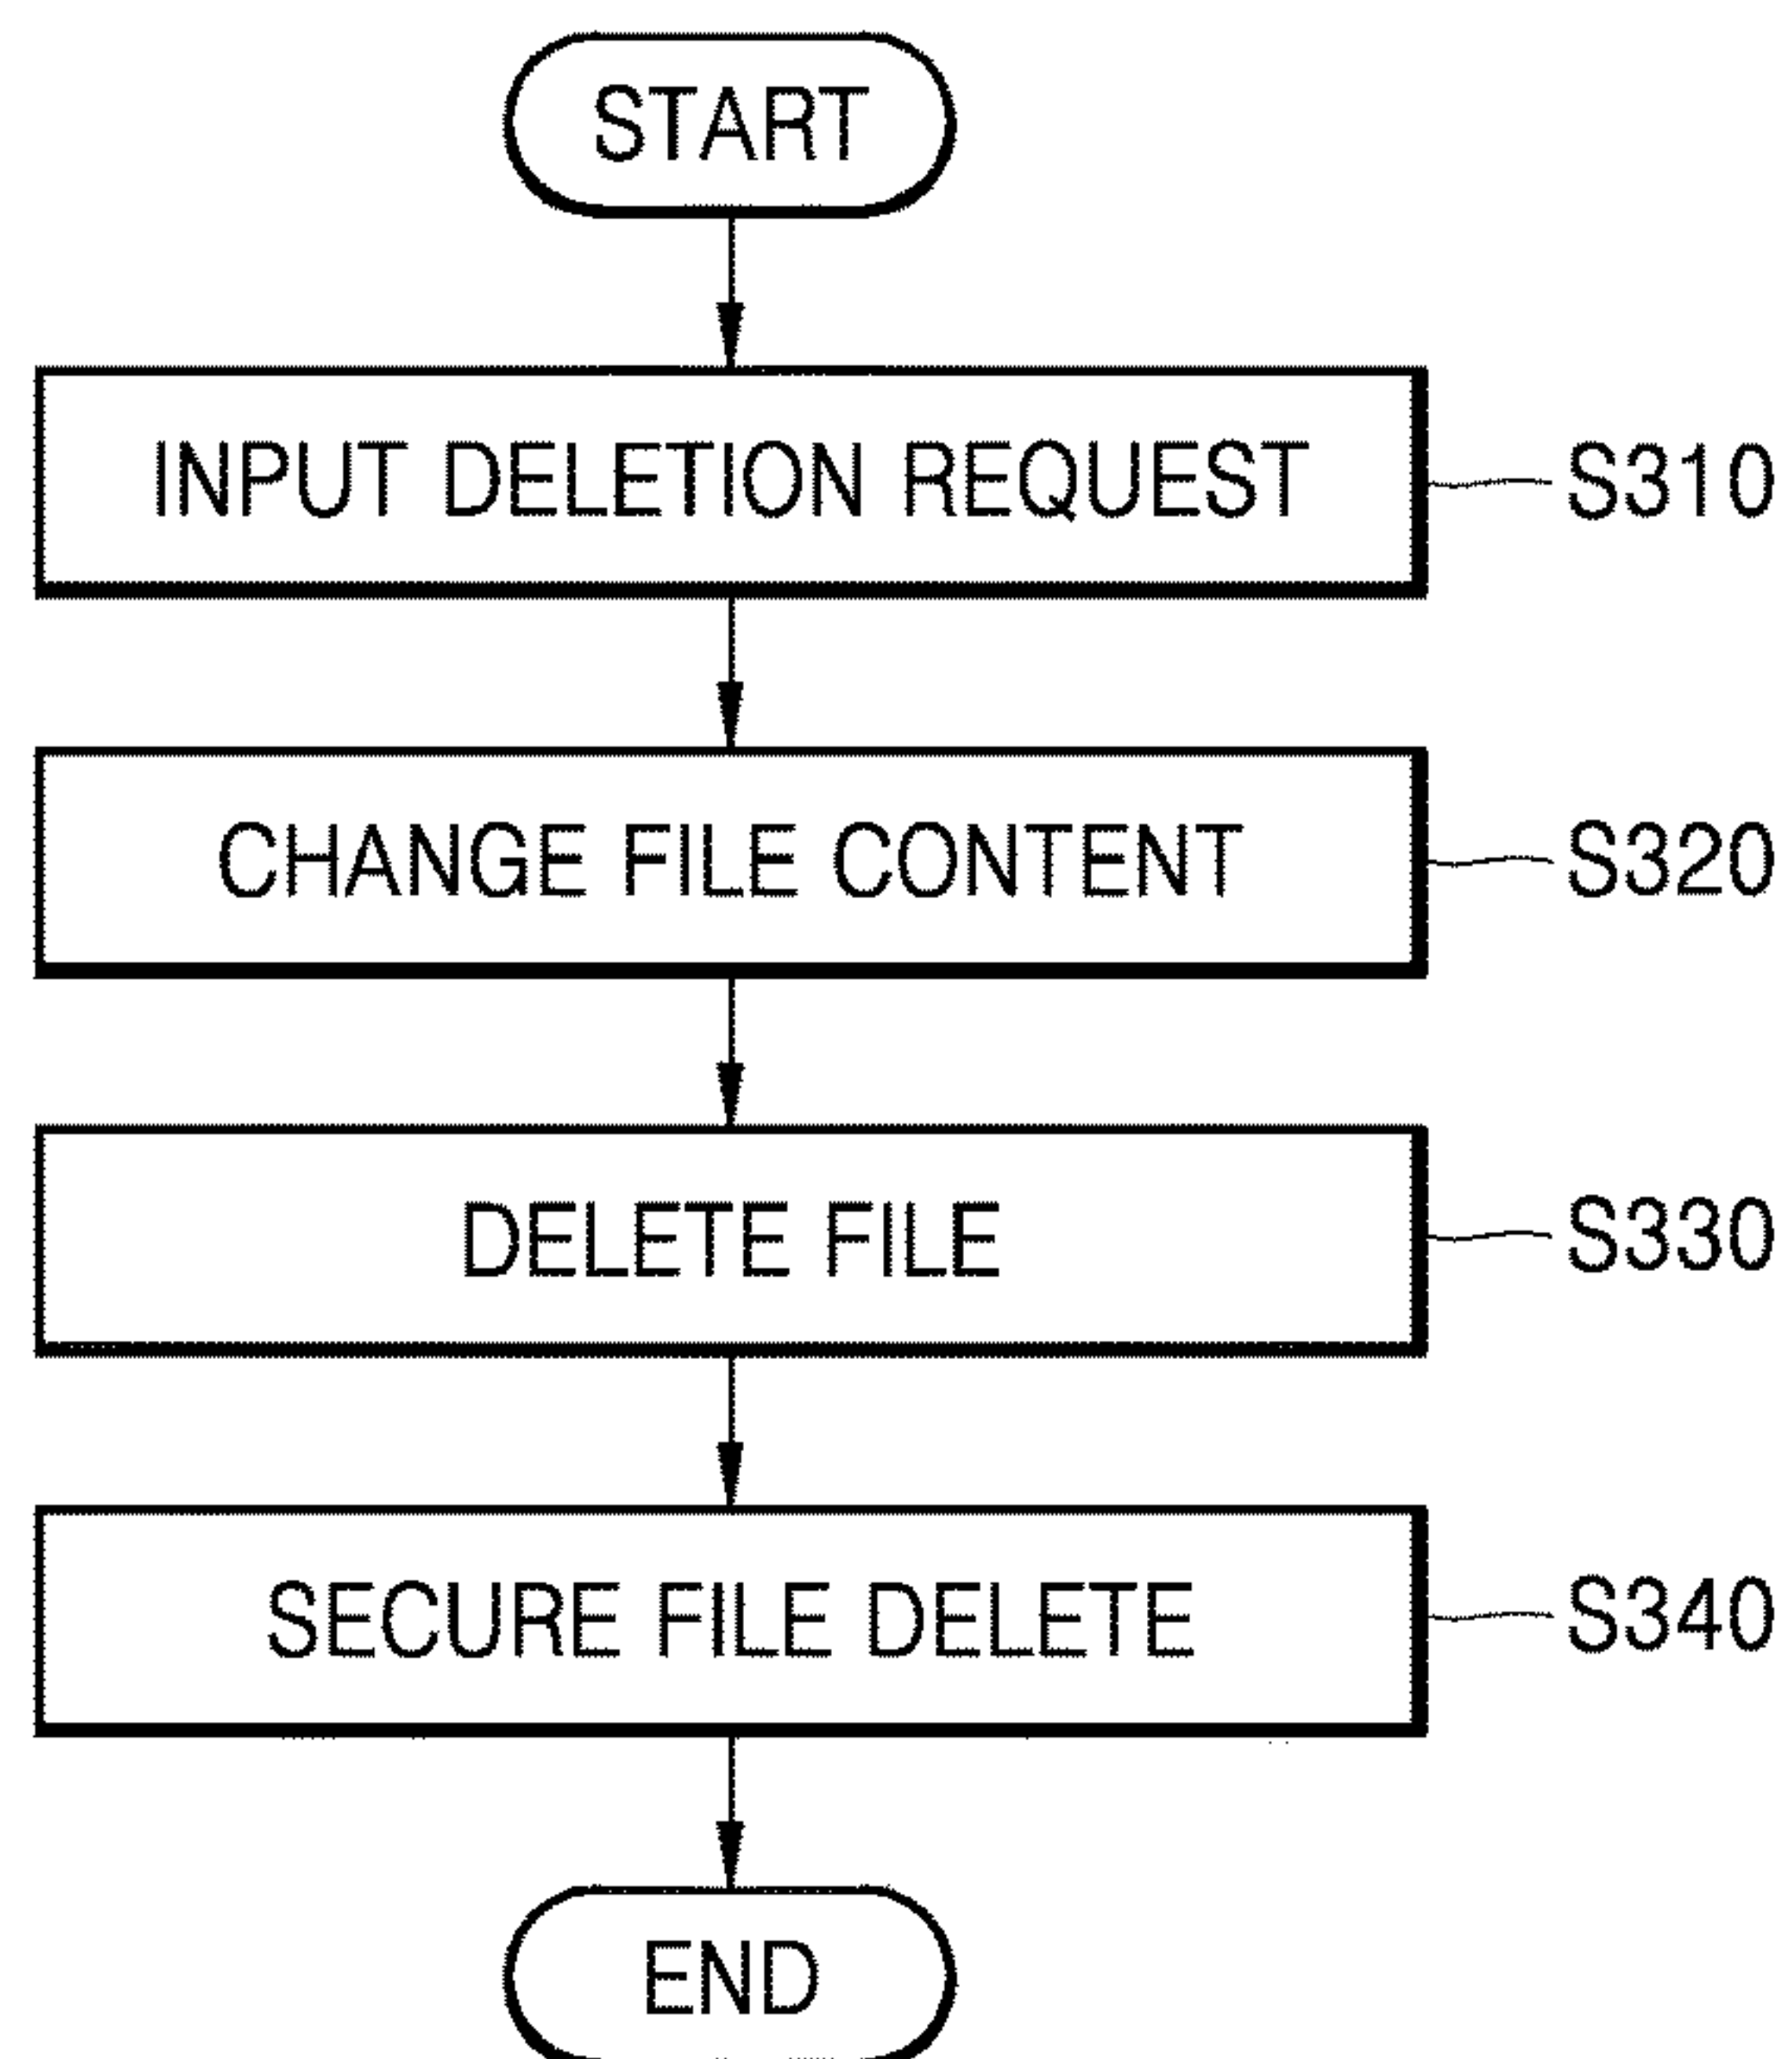 START
INPUT DELETION REQUEST
S310
CHANGE FILE CONTENT
S320
DELETE FILE
S330
SECURE FILE DELETE
S340
END